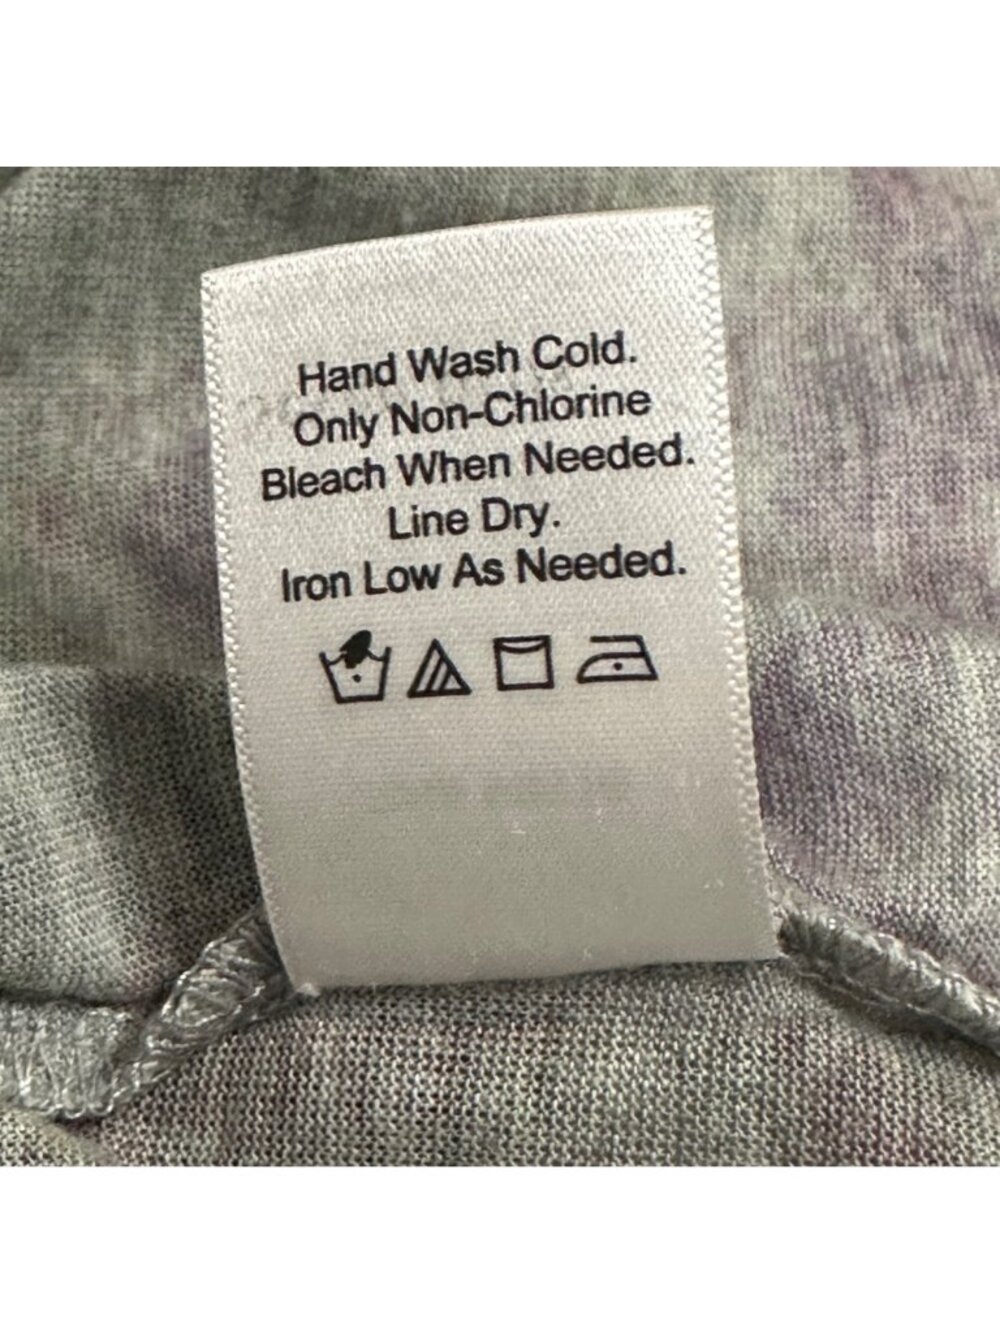 Hand Wash Cold.
Only Non-Chlorine
Bleach When Needed.
Line Dry.
Iron Low As Needed.